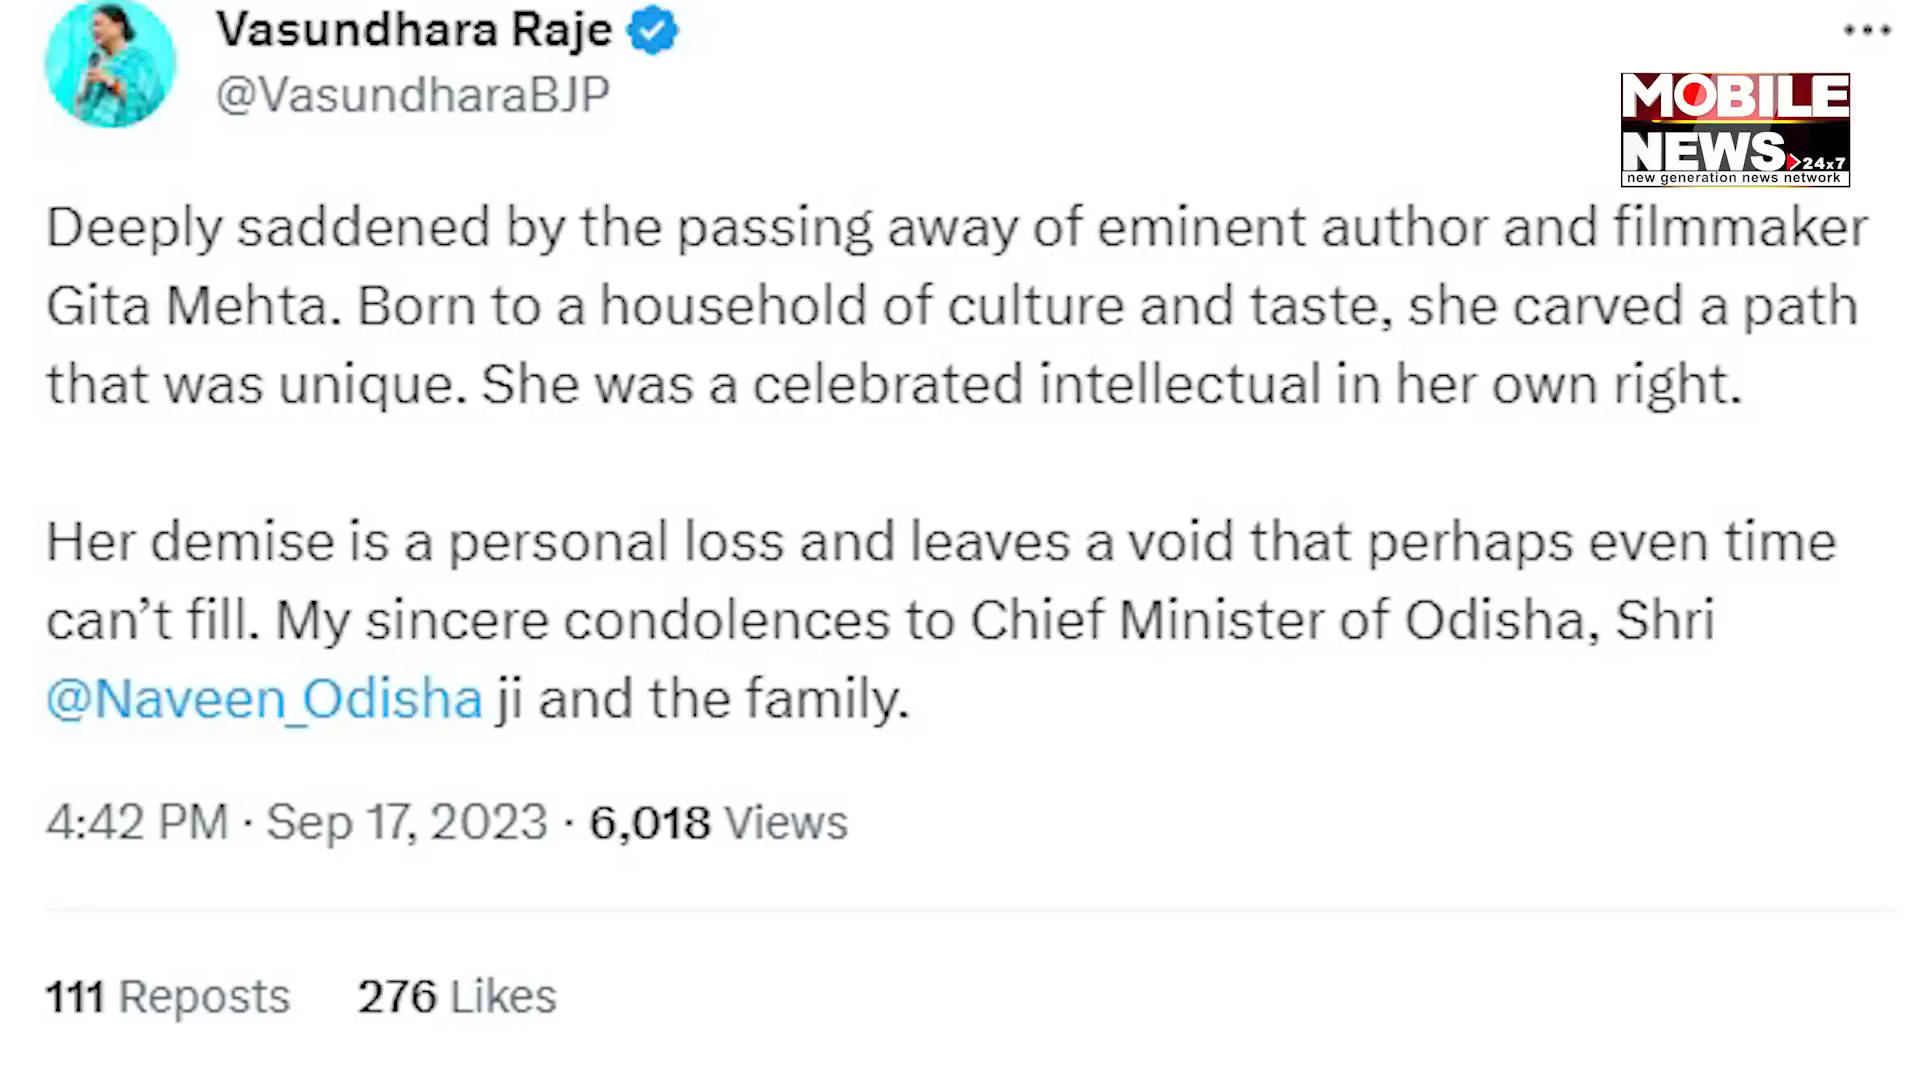 Vasundhara Raje
@VasundharaBJP
MOBILE
NEWS 24x7
new generation news network
Deeply saddened by the passing away of eminent author and filmmaker
Gita Mehta. Born to a household of culture and taste, she carved a path
that was unique. She was a celebrated intellectual in her own right.
Her demise is a personal loss and leaves a void that perhaps even time
can’t fill. My sincere condolences to Chief Minister of Odisha, Shri
@Naveen_Odisha ji and the family.
4:42 PM · Sep 17, 2023 · 6,018 Views
111 Reposts 276 Likes